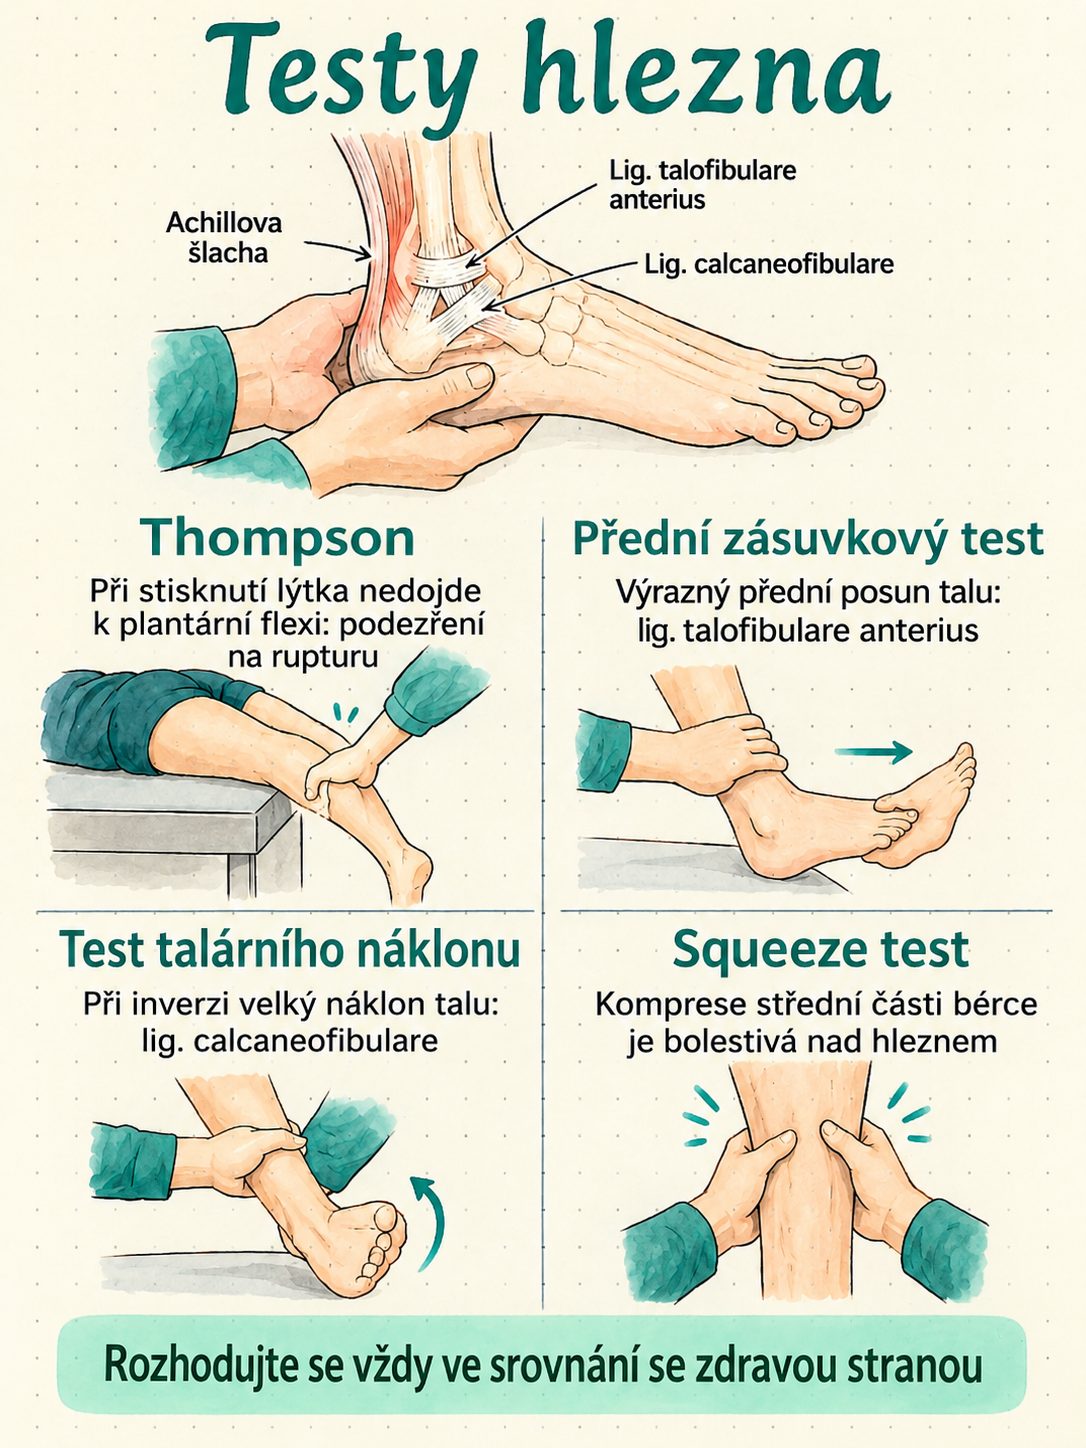 Testy hlezna
Lig. talofibulare
anterius
Achillova
šlacha
Lig. calcaneofibulare
Thompson
Při stisknutí lýtka nedojde
k plantární flexi: podezření
na rupturu
Přední zásuvkový test
Výrazný přední posun talu:
lig. talofibulare anterius
Test talárního náklonu
Při inverzi velký náklon talu:
lig. calcaneofibulare
Squeeze test
Komprese střední části bérce
je bolestivá nad hleznem
Rozhodujte se vždy ve srovnání se zdravou stranou